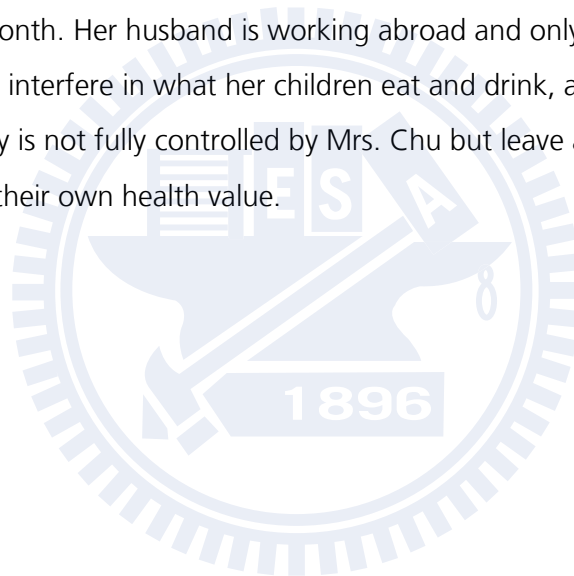 onth. Her husband is working abroad and only
interfere in what her children eat and drink, a
y is not fully controlled by Mrs. Chu but leave a
their own health value.
E S A
1896